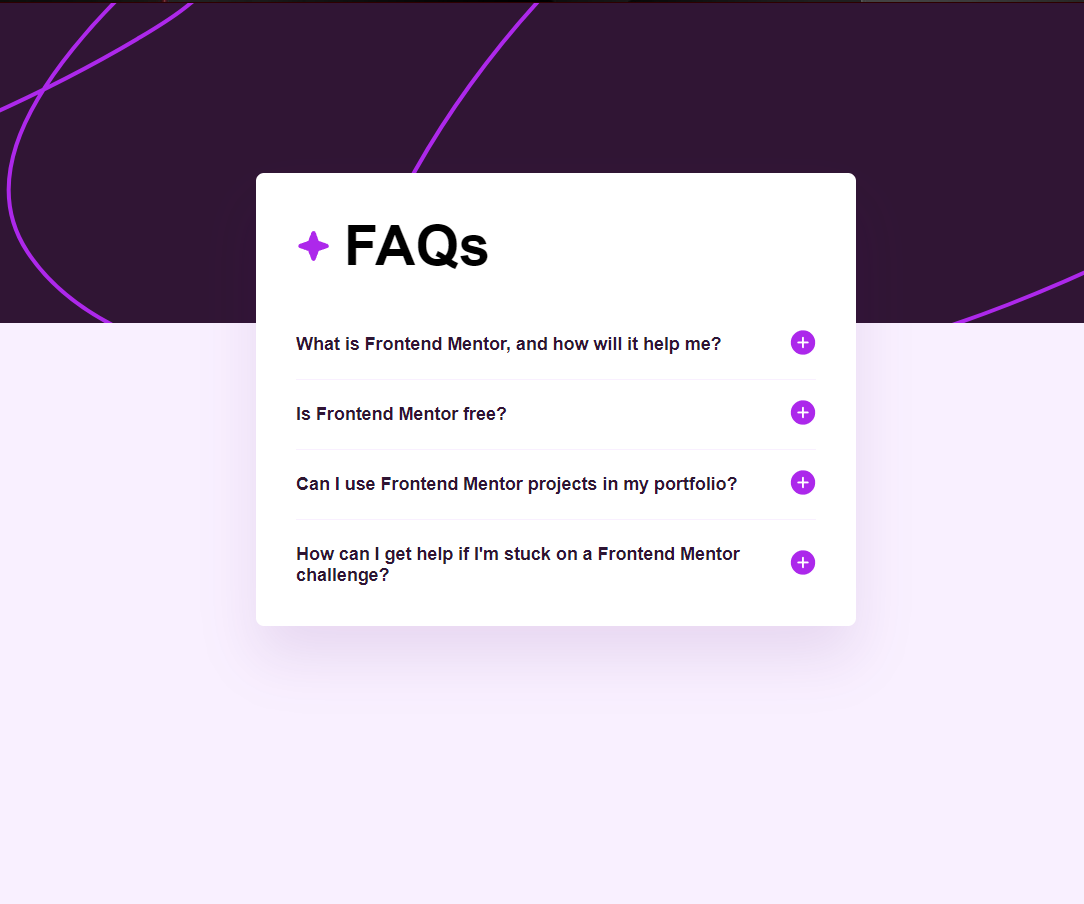 FAQs
What is Frontend Mentor, and how will it help me?
Is Frontend Mentor free?
Can I use Frontend Mentor projects in my portfolio?
How can I get help if I'm stuck on a Frontend Mentor
challenge?